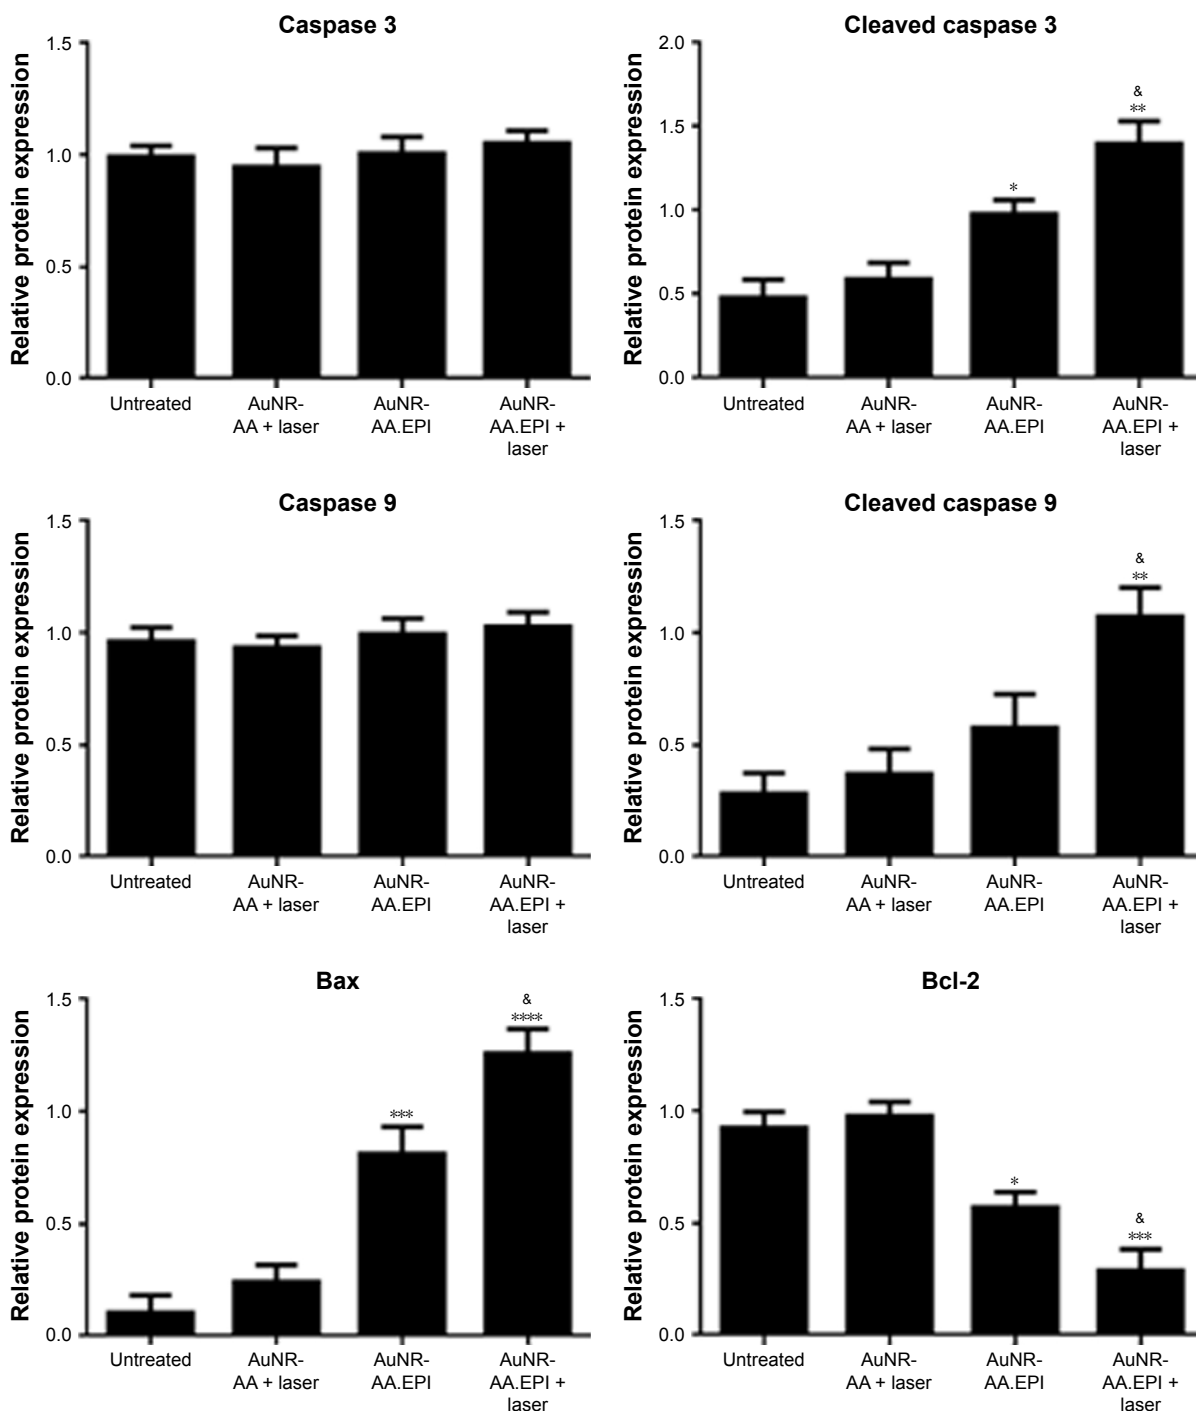 Caspase 3
Relative protein expression
1.5
1.0
0.5
0.0
Untreated
AuNR-
AA + laser
AuNR-
AA.EPI
AuNR-
AA.EPI +
laser
Cleaved caspase 3
Relative protein expression
2.0
1.5
1.0
0.5
0.0
*
&
**
Untreated
AuNR-
AA + laser
AuNR-
AA.EPI
AuNR-
AA.EPI +
laser
Caspase 9
Relative protein expression
1.5
1.0
0.5
0.0
Untreated
AuNR-
AA + laser
AuNR-
AA.EPI
AuNR-
AA.EPI +
laser
Cleaved caspase 9
Relative protein expression
1.5
1.0
0.5
0.0
&
**
Untreated
AuNR-
AA + laser
AuNR-
AA.EPI
AuNR-
AA.EPI +
laser
Bax
Relative protein expression
1.5
1.0
0.5
0.0
***
&
****
Untreated
AuNR-
AA + laser
AuNR-
AA.EPI
AuNR-
AA.EPI +
laser
Bcl-2
Relative protein expression
1.5
1.0
0.5
0.0
*
&
***
Untreated
AuNR-
AA + laser
AuNR-
AA.EPI
AuNR-
AA.EPI +
laser